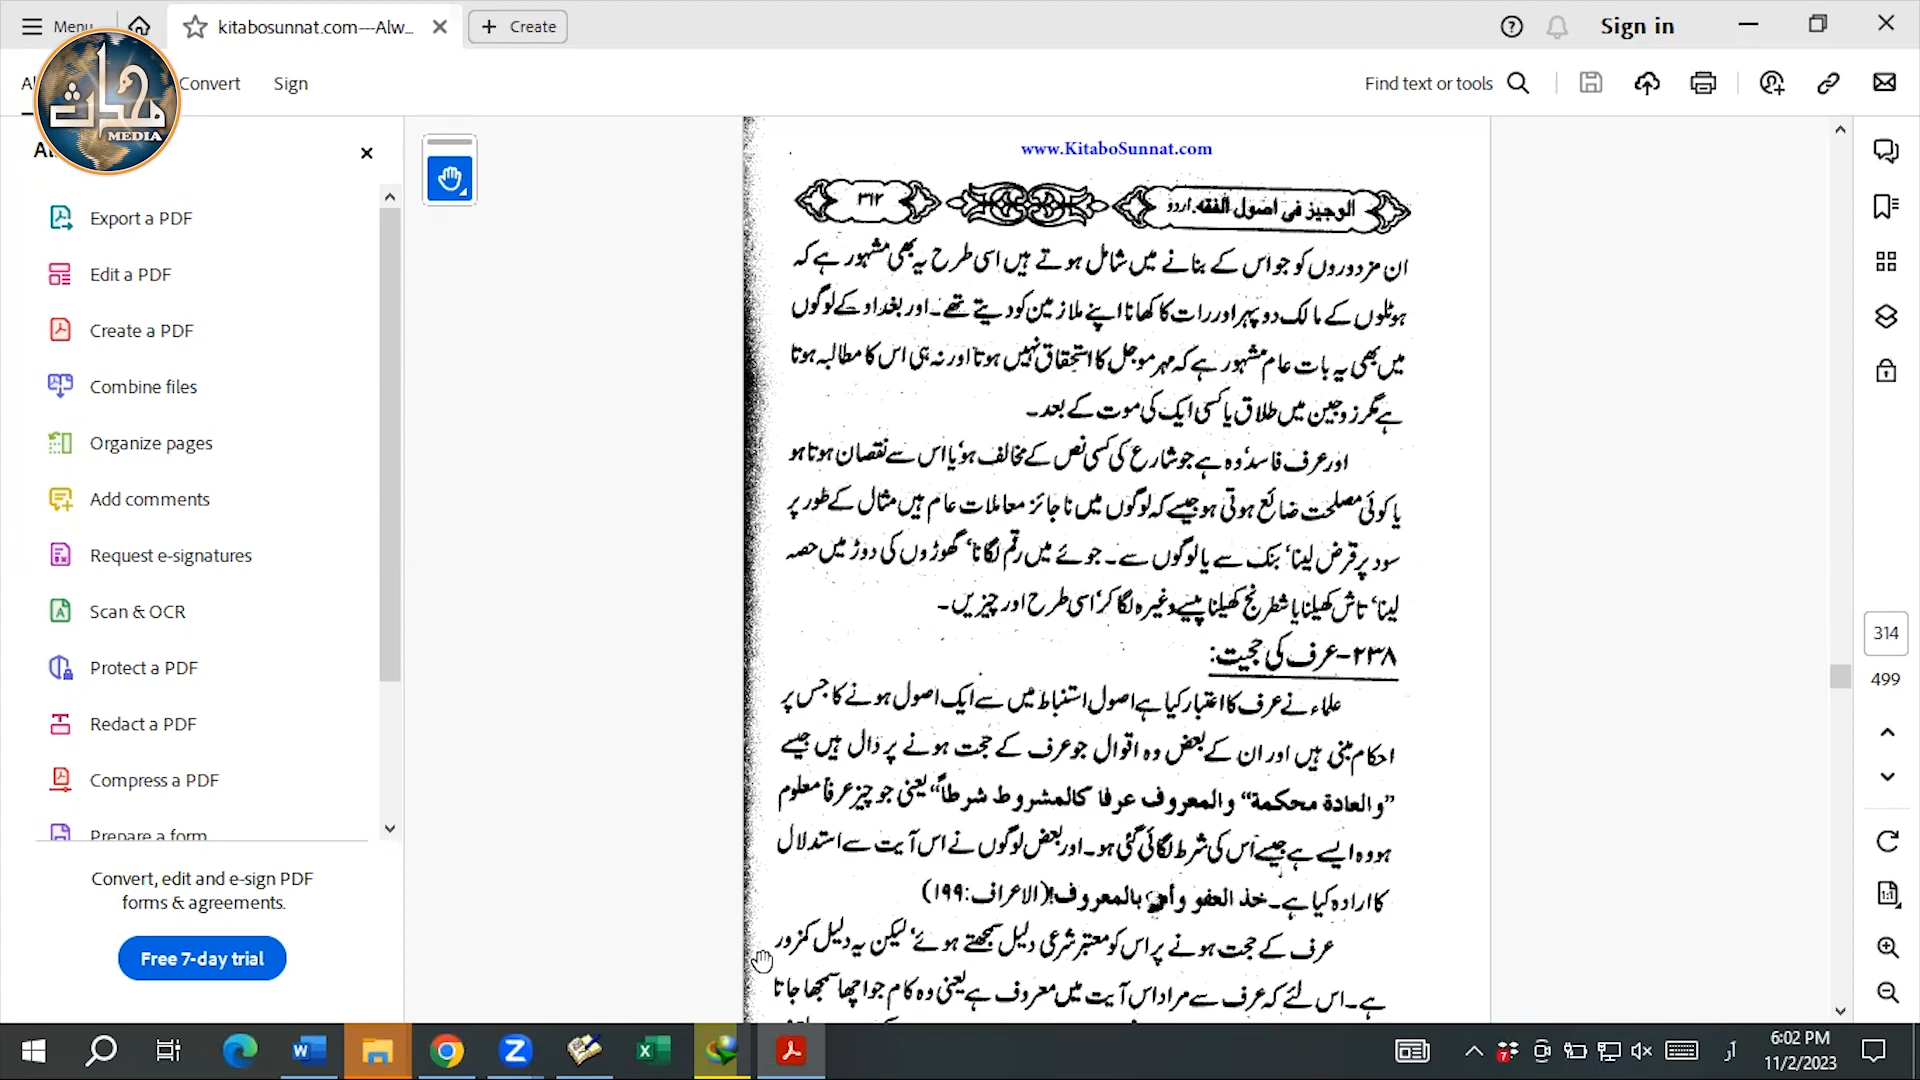 Menu
kitabosunnat.com---Alw...
Create
Sign in
Convert
Sign
Find text or tools
محدث
MEDIA
Export a PDF
Edit a PDF
Create a PDF
Combine files
Organize pages
Add comments
Request e-signatures
Scan & OCR
Protect a PDF
Redact a PDF
Compress a PDF
Prepare a form
Convert, edit and e-sign PDF
forms & agreements.
Free 7-day trial
www.KitaboSunnat.com
الوجیز فی اصول الفقہ.اردو
۳۱۲
ان مزدوروں کو جو اس کے بنانے میں شامل ہوتے ہیں اسی طرح یہ بھی مشہور ہے کہ
ہوٹلوں کے مالک دوپہر اور رات کا کھانا اپنے ملازمین کو دیتے تھے۔ اور بغداد کے لوگوں
میں بھی یہ بات عام مشہور ہے کہ مہر موجل کا استحقاق نہیں ہوتا اور نہ ہی اس کا مطالبہ ہوتا
ہے مگر زوجین میں طلاق یا کسی ایک کی موت کے بعد۔
اور عرف فاسد' وہ ہے جو شارع کی کسی نص کے مخالف ہو' یا اس سے نقصان ہوتا ہو
یا کوئی مصلحت ضائع ہوتی ہو جیسے کہ لوگوں میں ناجائز معاملات عام ہیں مثال کے طور پر
سود پر قرض لینا' بنک سے یا لوگوں سے۔ جوئے میں رقم لگانا' گھوڑوں کی دوڑ میں حصہ
لینا' تاش کھیلنا یا شطرنج کھیلنا پیسے وغیرہ لگا کر' اسی طرح اور چیزیں۔
۲۳۸-عرف کی حجیت:
علماء نے عرف کا اعتبار کیا ہے اصول استنباط میں سے ایک اصول ہونے کا جس پر
احکام مبنی ہیں اور ان کے بعض وہ اقوال جو عرف کے حجت ہونے پر دال ہیں جیسے
”والعادة محكمة“ والمعروف عرفا كالمشروط شرطاً“ یعنی جو چیز عرفاً معلوم
ہو وہ ایسے ہے جیسے اس کی شرط لگائی گئی ہو۔ اور بعض لوگوں نے اس آیت سے استدلال
کا ارادہ کیا ہے۔ خذ العفو وأمر بالمعروف!(الاعراف:۱۹۹)
عرف کے حجت ہونے پر اس کو معتبر شرعی دلیل سمجھتے ہوئے' لیکن یہ دلیل کمزور
ہے۔ اس لئے کہ عرف سے مراد اس آیت میں معروف ہے یعنی وہ کام جو اچھا سمجھا جاتا
314
499
6:02 PM
11/2/2023